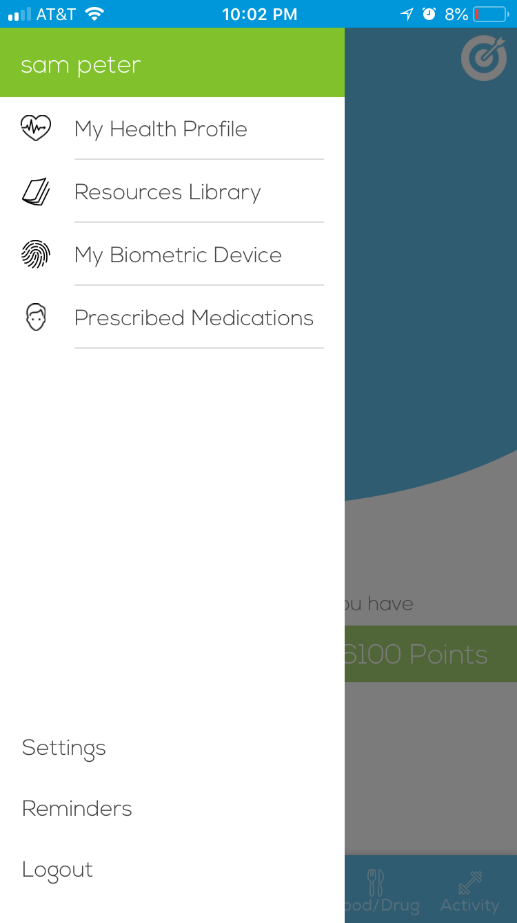 AT&T 10:02 PM 8%
sam peter
My Health Profile
Resources Library
My Biometric Device
Prescribed Medications
ou have
6100 Points
Settings
Reminders
Logout
ood/Drug Activity